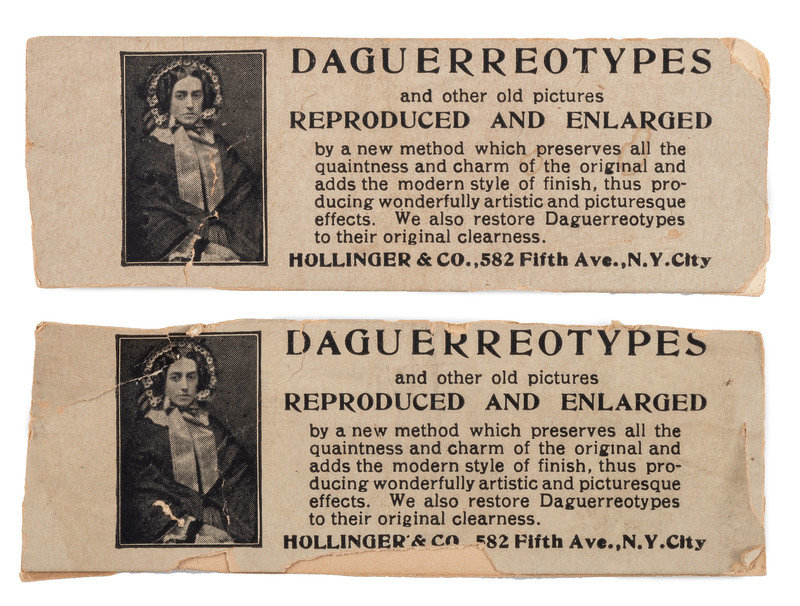 DAGUERREOTYPES
and other old pictures
REPRODUCED AND ENLARGED
by a new method which preserves all the
quaintness and charm of the original and
adds the modern style of finish, thus pro-
ducing wonderfully artistic and picturesque
effects. We also restore Daguerreotypes
to their original clearness.
HOLLINGER & CO., 582 Fifth Ave., N.Y. City
DAGUERREOTYPES
and other old pictures
REPRODUCED AND ENLARGED
by a new method which preserves all the
quaintness and charm of the original and
adds the modern style of finish, thus pro-
ducing wonderfully artistic and picturesque
effects. We also restore Daguerreotypes
to their original clearness.
HOLLINGER & CO. 582 Fifth Ave., N.Y. City